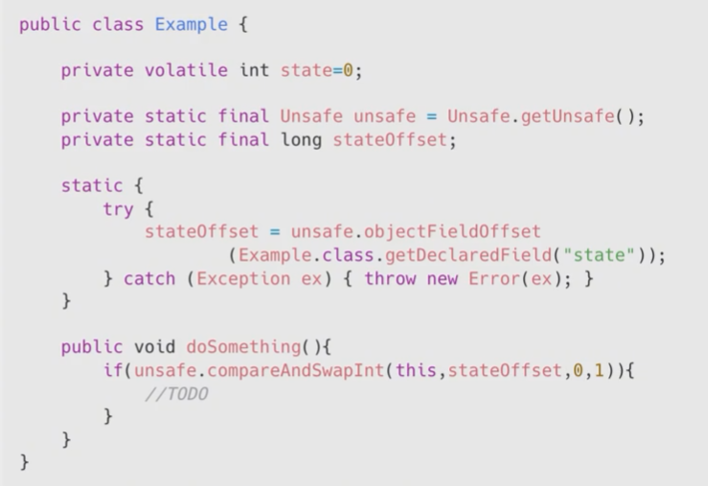 public class Example {
private volatile int state=0;
private static final Unsafe unsafe = Unsafe.getUnsafe();
private static final long stateOffset;
static {
try {
stateOffset = unsafe.objectFieldOffset
(Example.class.getDeclaredField("state"));
} catch (Exception ex) { throw new Error(ex); }
}
public void doSomething(){
if(unsafe.compareAndSwapInt(this,stateOffset,0,1)){
//TODO
}
}
}